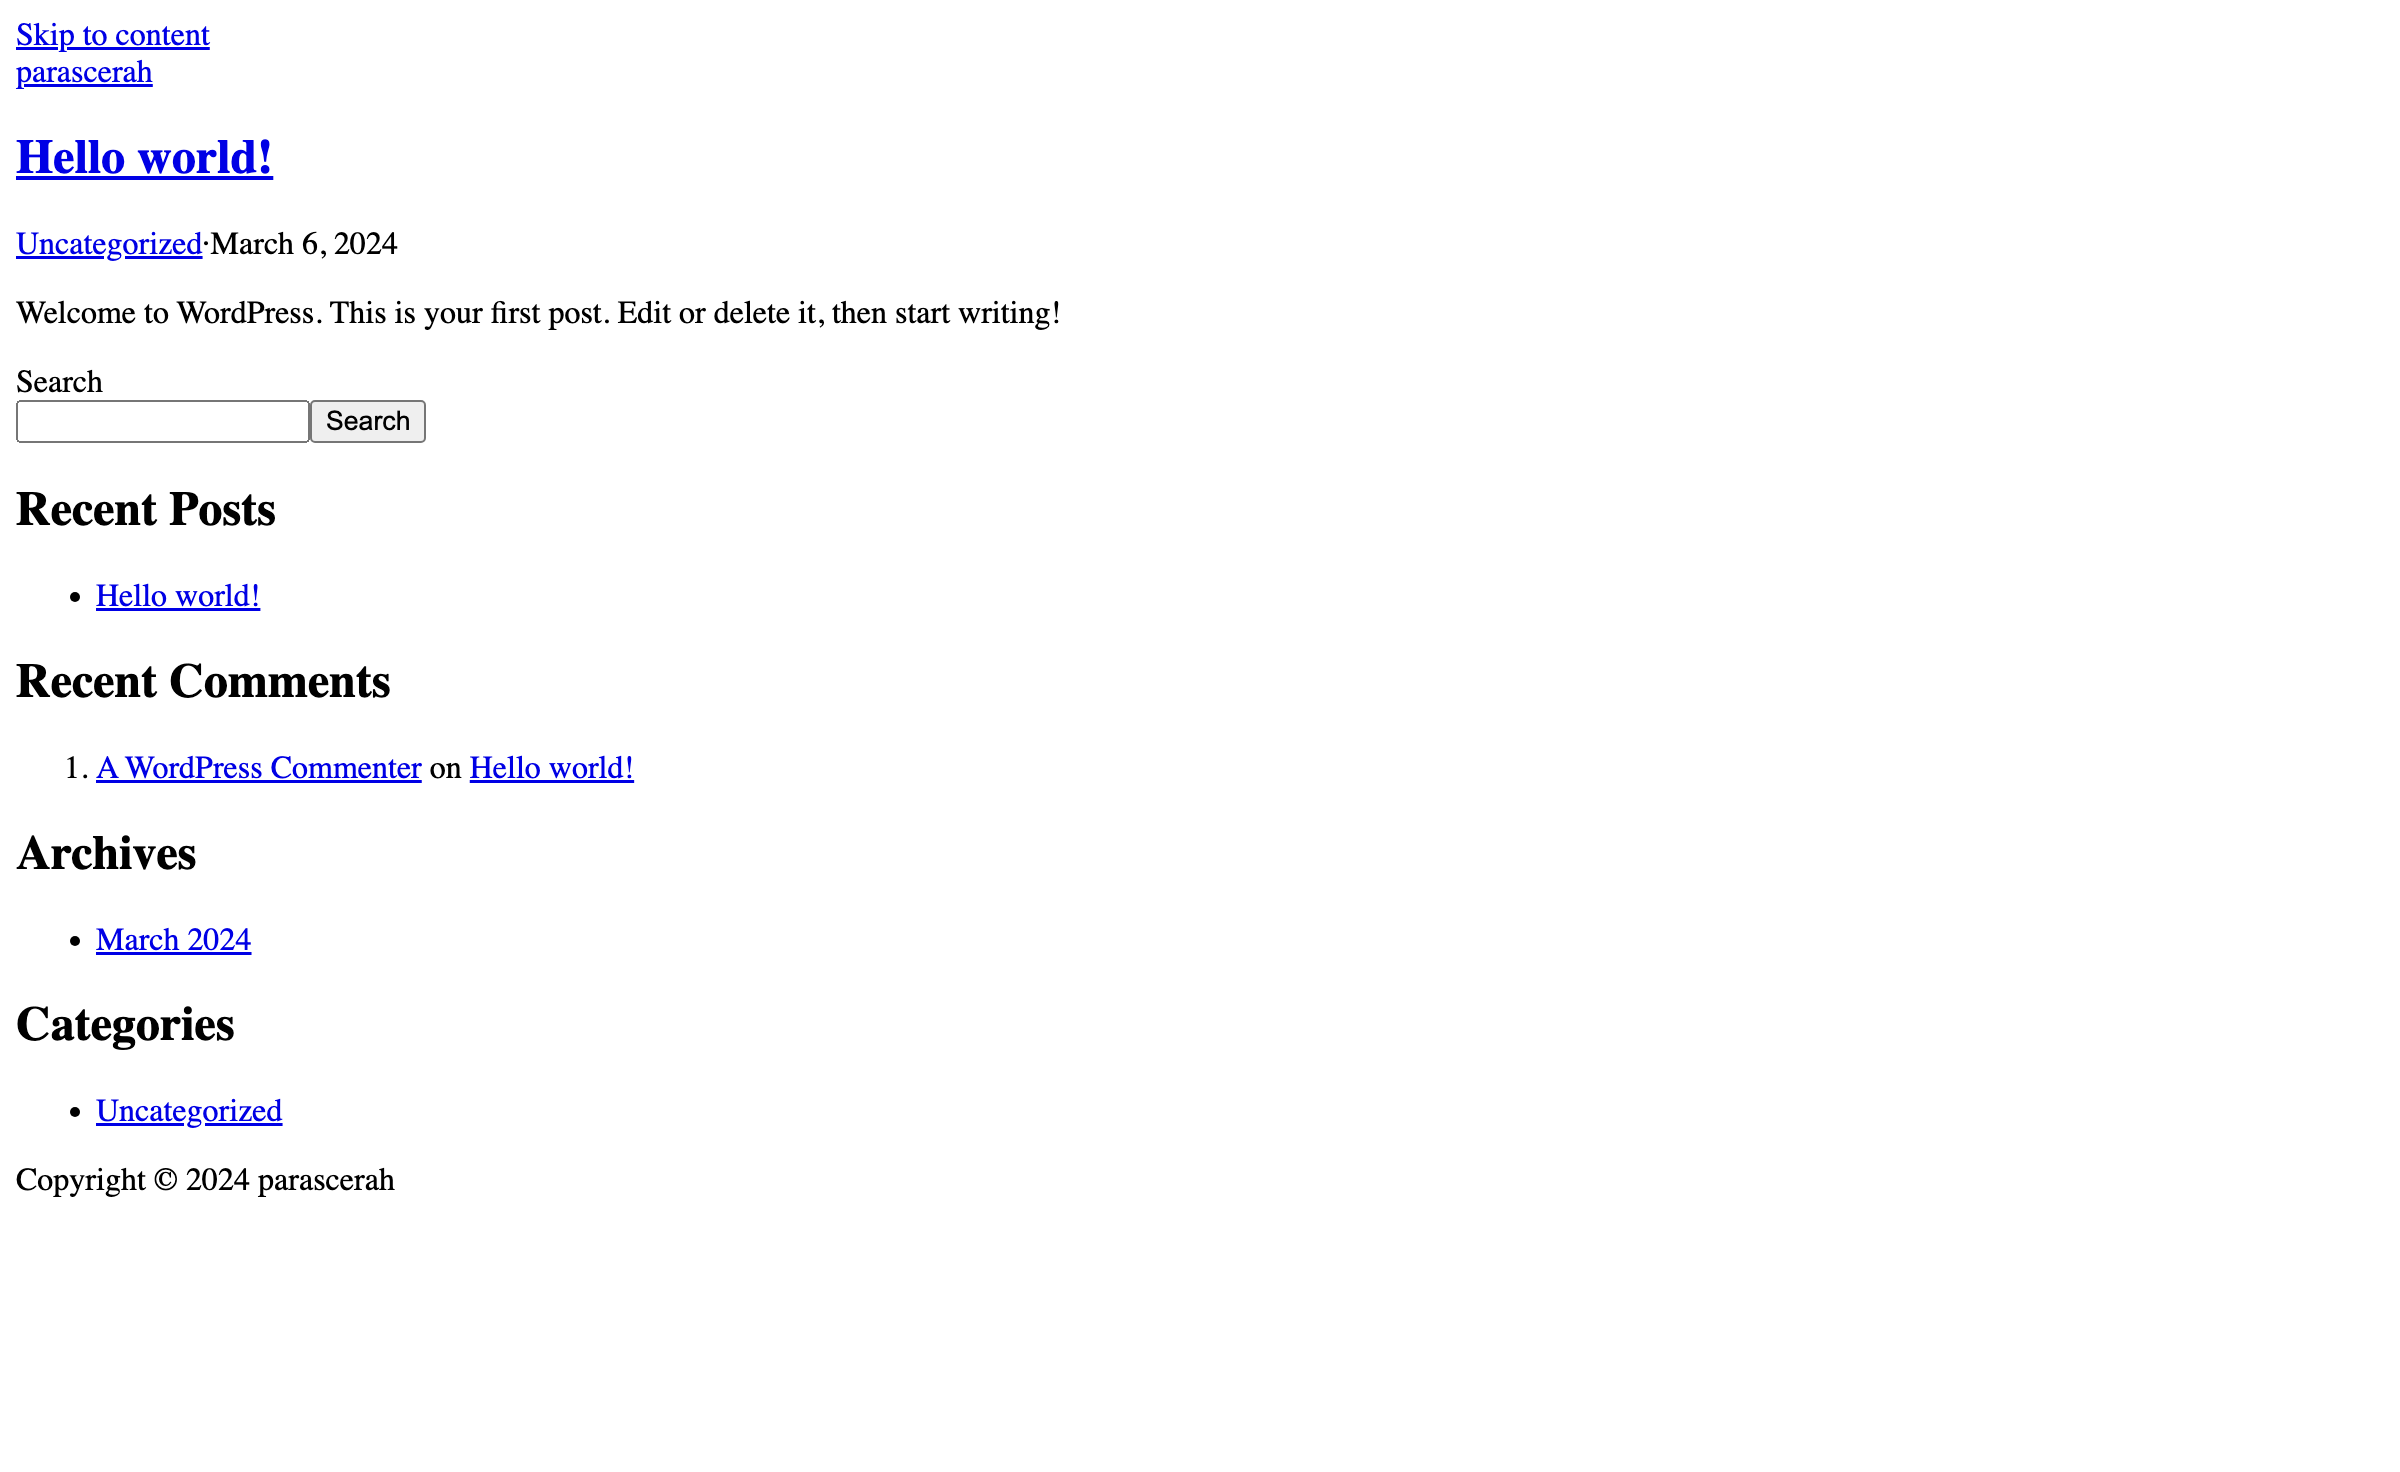 Skip to content
parascerah
Hello world!
Uncategorized·March 6, 2024
Welcome to WordPress. This is your first post. Edit or delete it, then start writing!
Search
Search
Recent Posts
Hello world!
Recent Comments
1. A WordPress Commenter on Hello world!
Archives
March 2024
Categories
Uncategorized
Copyright © 2024 parascerah